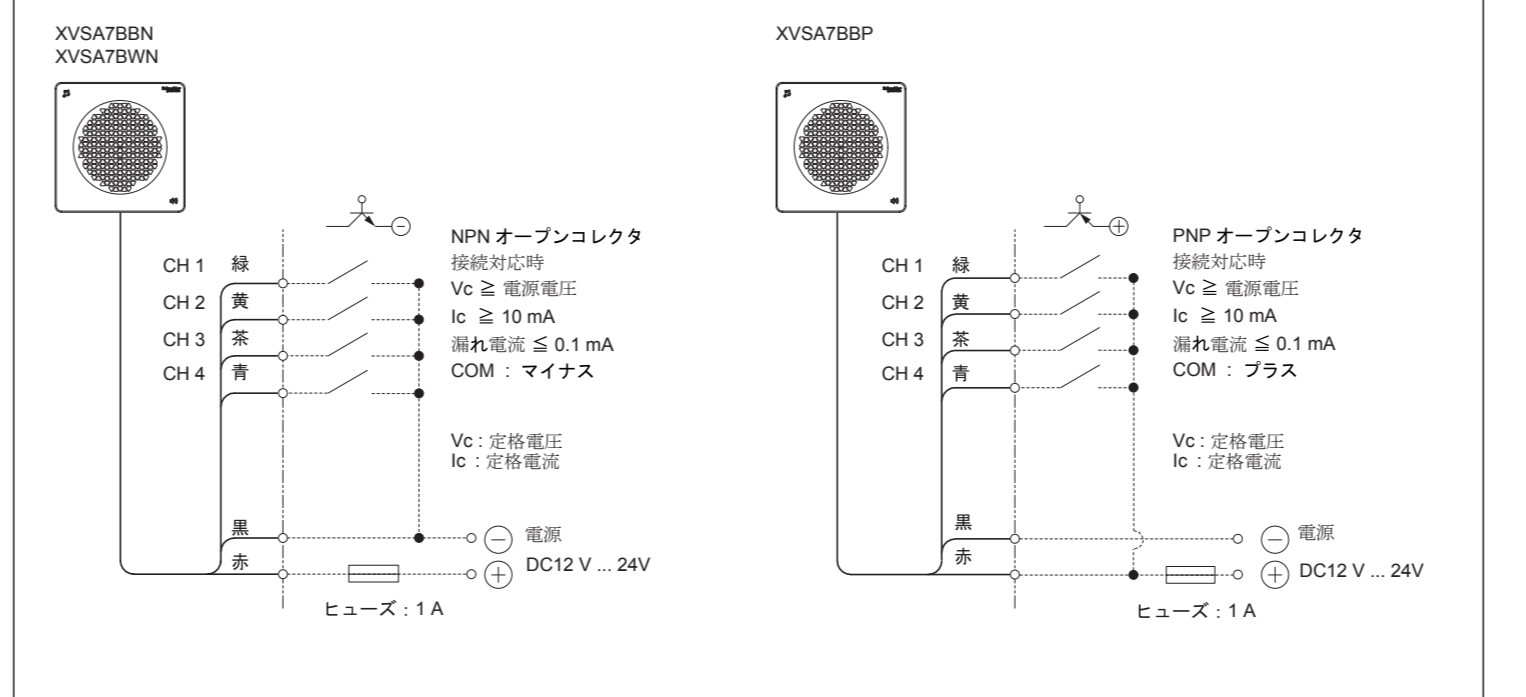 XVSA7BBN
XVSA7BWN
CH 1 緑
CH 2 黄
CH 3 茶
CH 4 青
NPN オープンコレクタ
接続対応時
Vc ≧ 電源電圧
Ic ≧ 10 mA
漏れ電流 ≦ 0.1 mA
COM : マイナス
Vc : 定格電圧
Ic : 定格電流
黒
赤
電源
DC12 V ... 24V
ヒューズ : 1 A
XVSA7BBP
CH 1 緑
CH 2 黄
CH 3 茶
CH 4 青
PNP オープンコレクタ
接続対応時
Vc ≧ 電源電圧
Ic ≧ 10 mA
漏れ電流 ≦ 0.1 mA
COM : プラス
Vc : 定格電圧
Ic : 定格電流
黒
赤
電源
DC12 V ... 24V
ヒューズ : 1 A